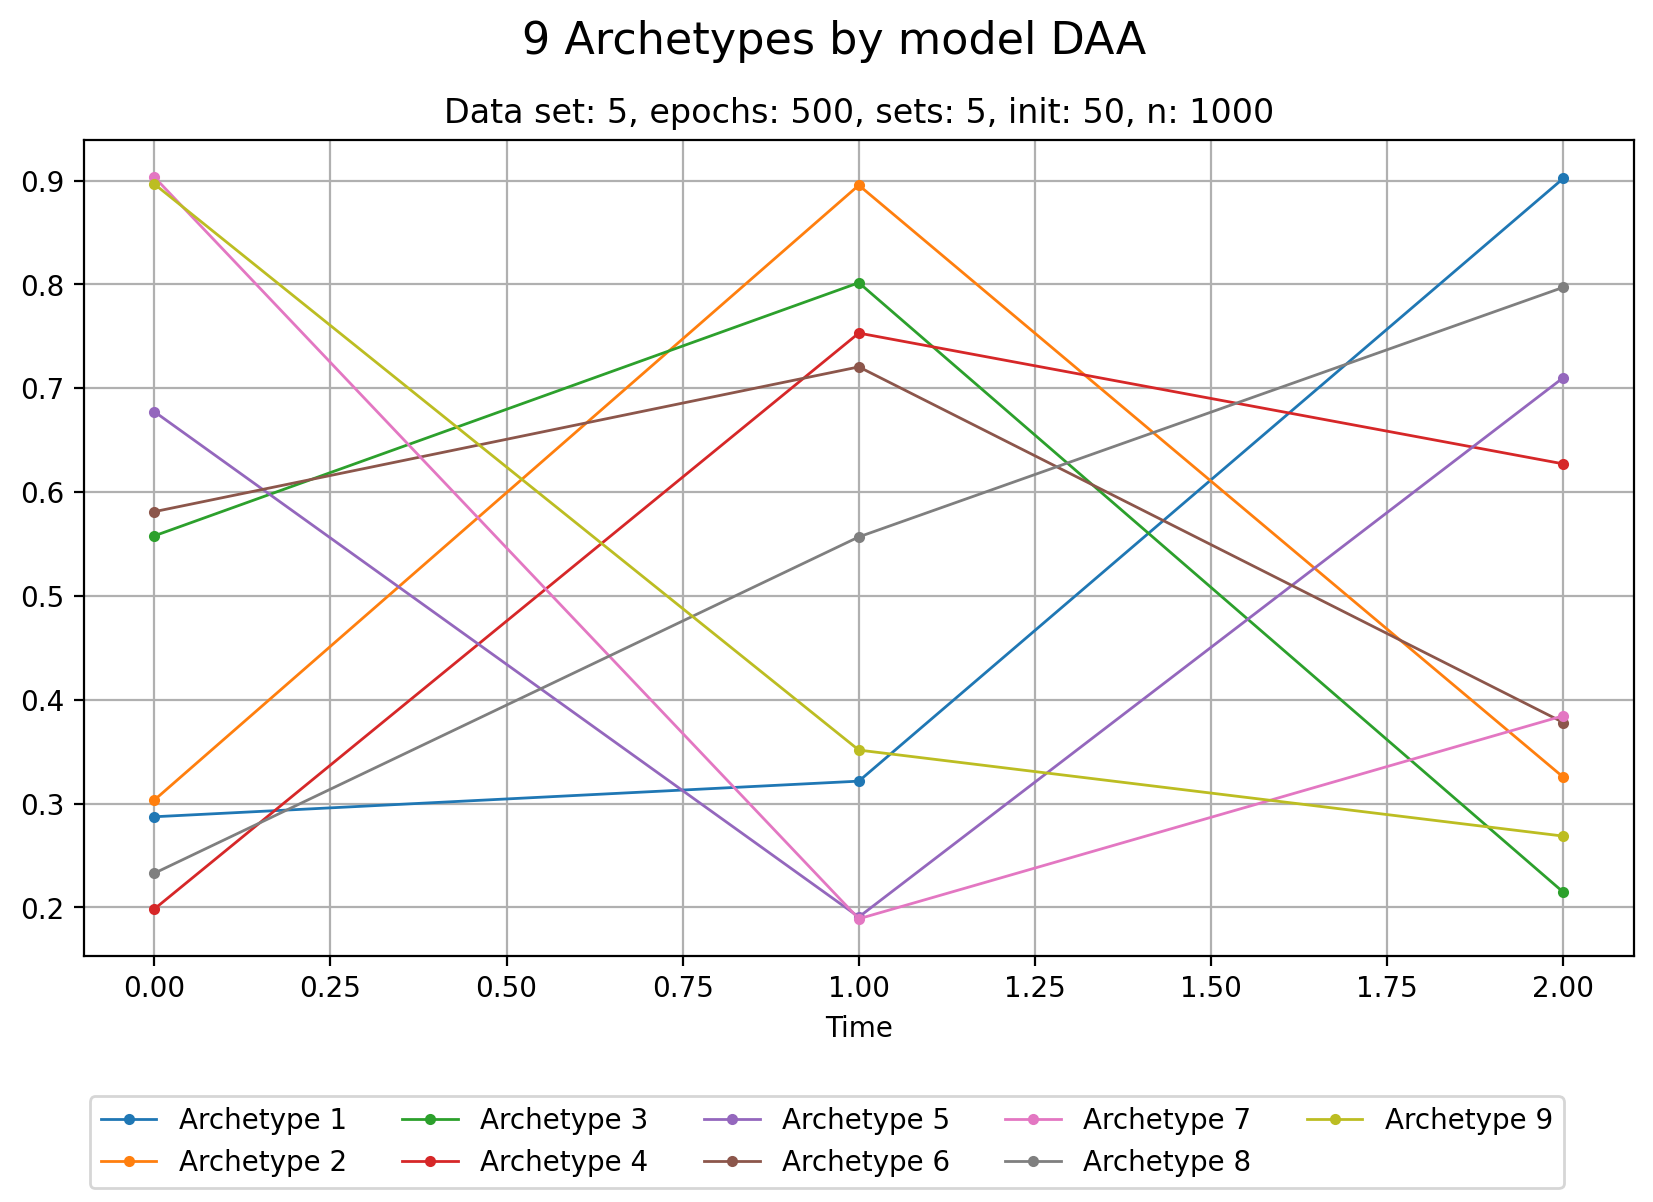 9 Archetypes by model DAA
Data set: 5, epochs: 500, sets: 5, init: 50, n: 1000
0.9
0.8
0.7
0.6
0.5
0.4
0.3
0.2
0.00 0.25 0.50 0.75 1.00 1.25 1.50 1.75 2.00
Time
Archetype 1 Archetype 3 Archetype 5 Archetype 7 Archetype 9
Archetype 2 Archetype 4 Archetype 6 Archetype 8